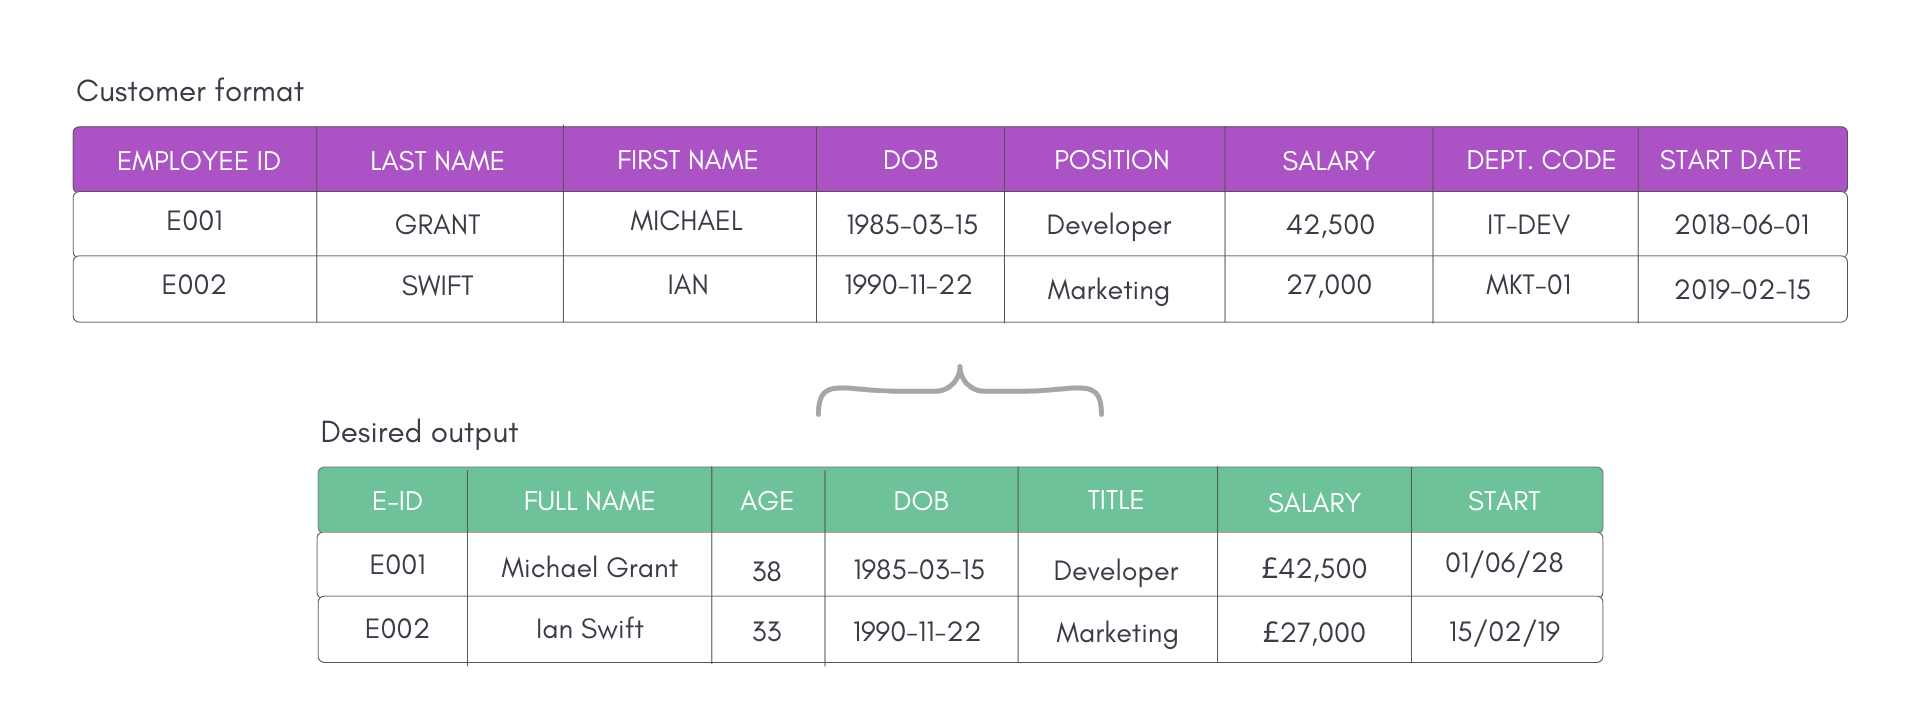 Customer format
EMPLOYEE ID LAST NAME FIRST NAME DOB POSITION SALARY DEPT. CODE START DATE
E001 GRANT MICHAEL 1985-03-15 Developer 42,500 IT-DEV 2018-06-01
E002 SWIFT IAN 1990-11-22 Marketing 27,000 MKT-01 2019-02-15
Desired output
E-ID FULL NAME AGE DOB TITLE SALARY START
E001 Michael Grant 38 1985-03-15 Developer £42,500 01/06/28
E002 Ian Swift 33 1990-11-22 Marketing £27,000 15/02/19